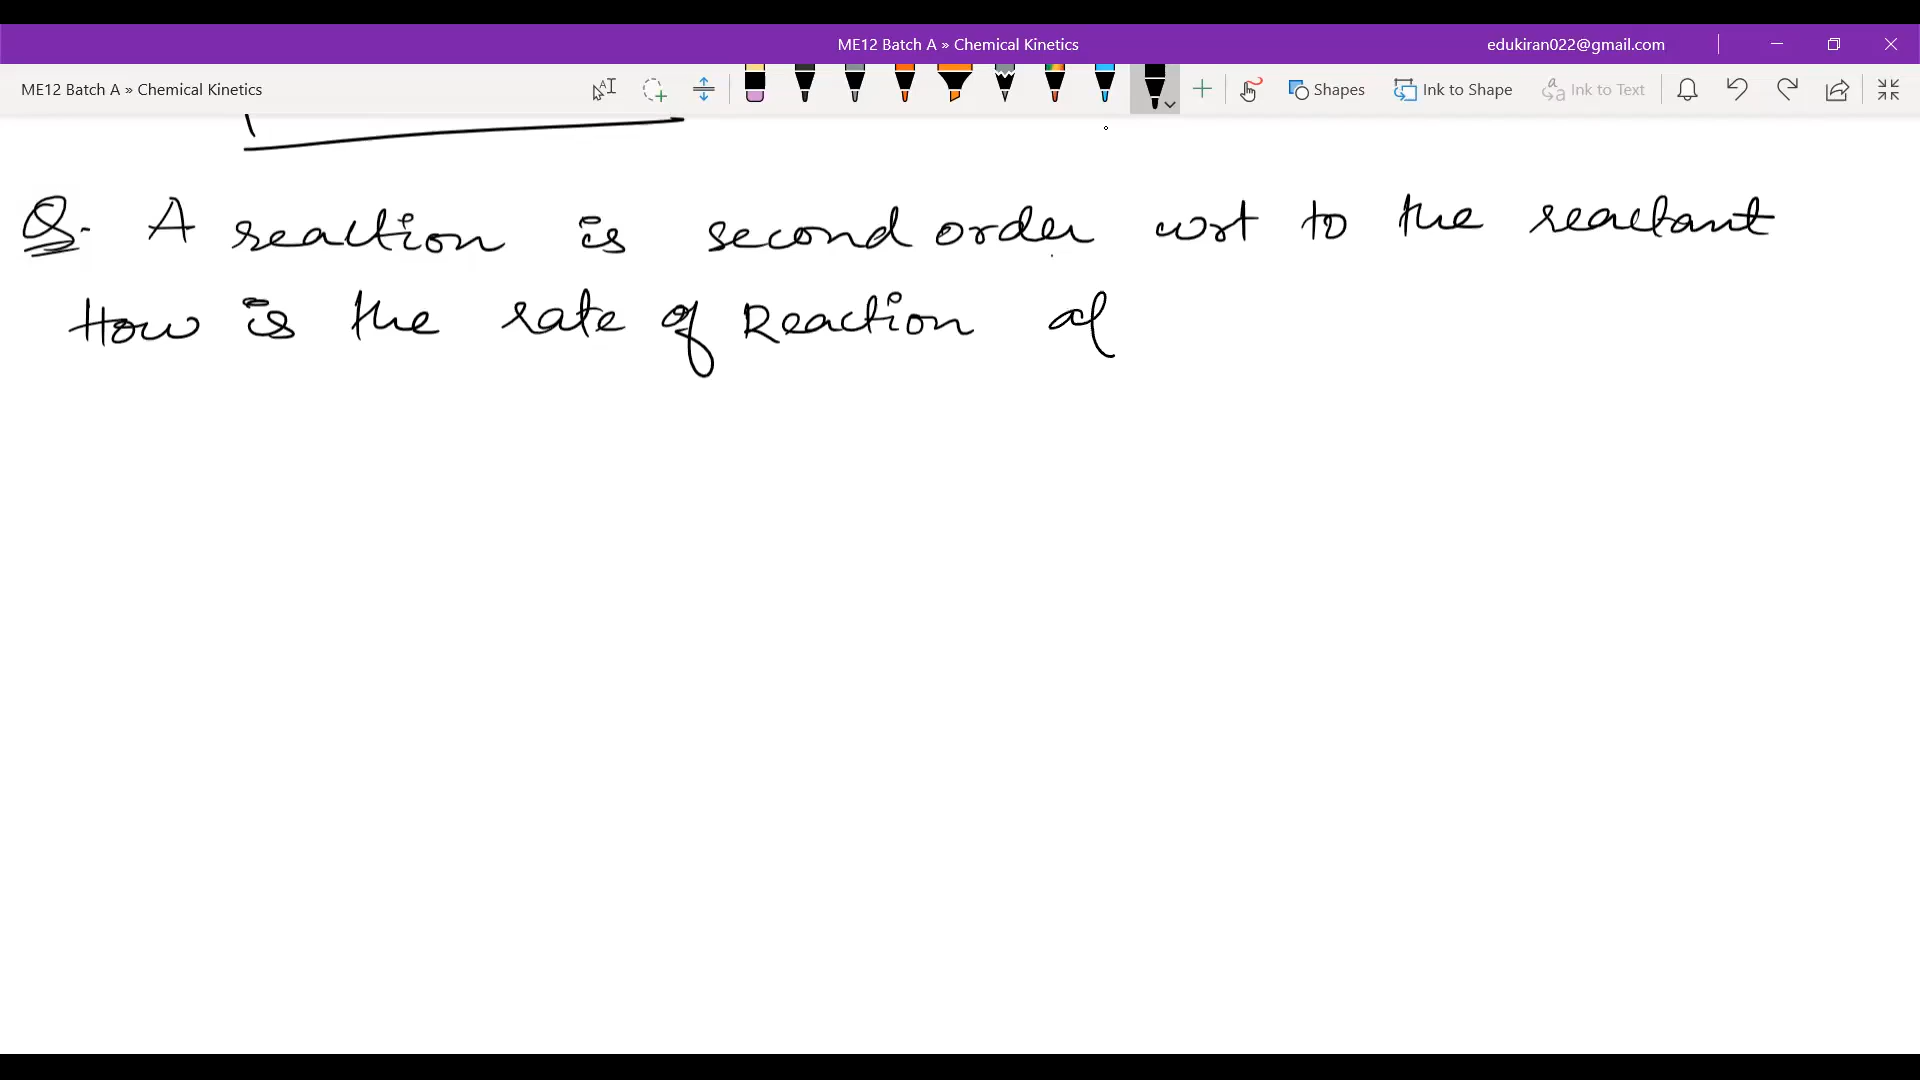 ME12 Batch A » Chemical Kinetics
edukiran022@gmail.com
ME12 Batch A » Chemical Kinetics
Shapes
Ink to Shape
Ink to Text
Q. A reaction is second order wrt to the reactant
How is the rate of Reaction af